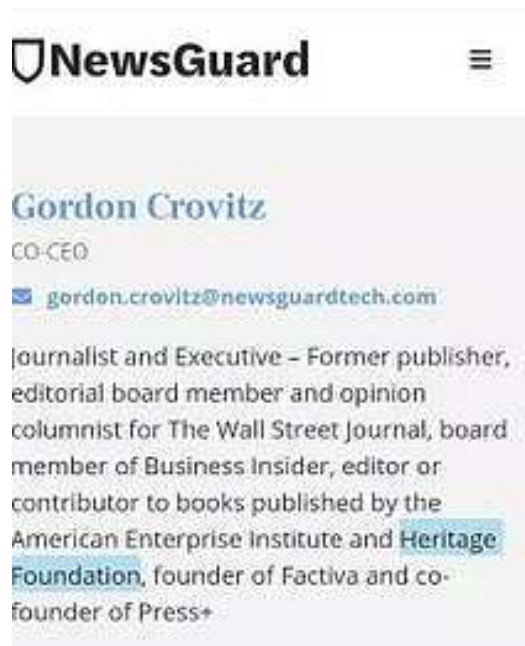 NewsGuard
Gordon Crovitz
CO-CEO
gordon.crovitz@newsguardtech.com
Journalist and Executive – Former publisher,
editorial board member and opinion
columnist for The Wall Street Journal, board
member of Business Insider, editor or
contributor to books published by the
American Enterprise Institute and Heritage
Foundation, founder of Factiva and co-
founder of Press+